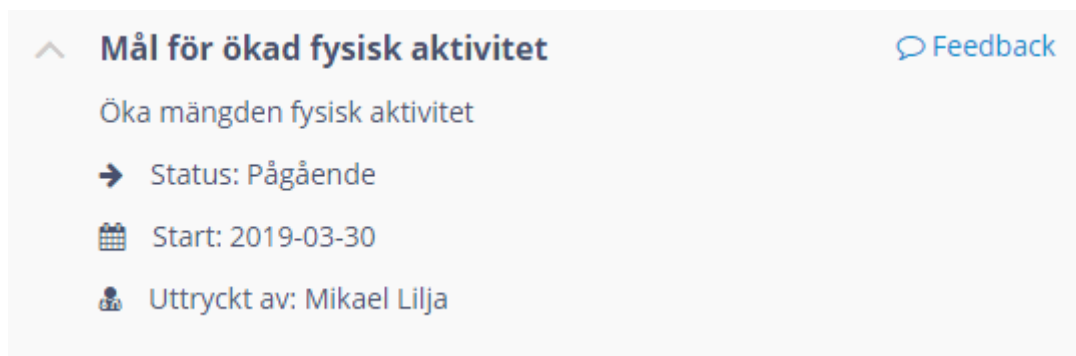 Mål för ökad fysisk aktivitet
Feedback
Öka mängden fysisk aktivitet
Status: Pågående
Start: 2019-03-30
Uttryckt av: Mikael Lilja